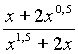 x + 2x^0,5
x^1,5 + 2x